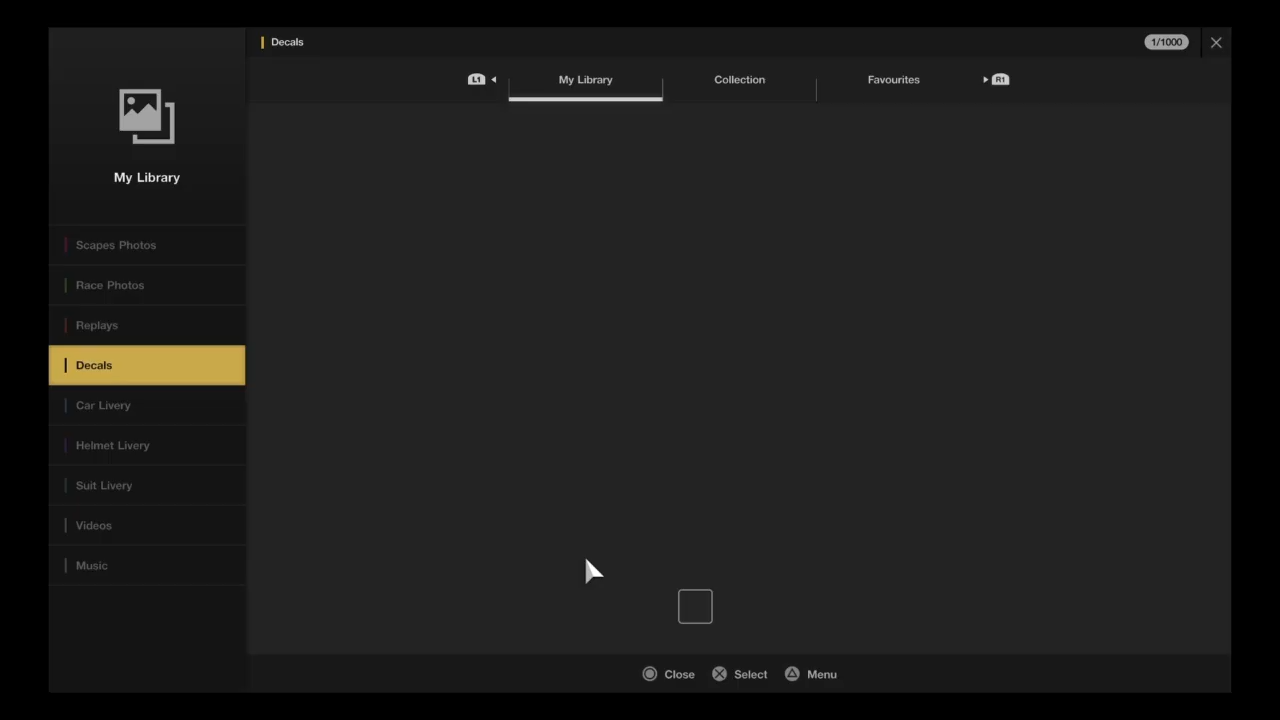 Decals
1/1000
L1
My Library
Collection
Favourites
R1
My Library
Scapes Photos
Race Photos
Replays
Decals
Car Livery
Helmet Livery
Suit Livery
Videos
Music
Close
Select
Menu